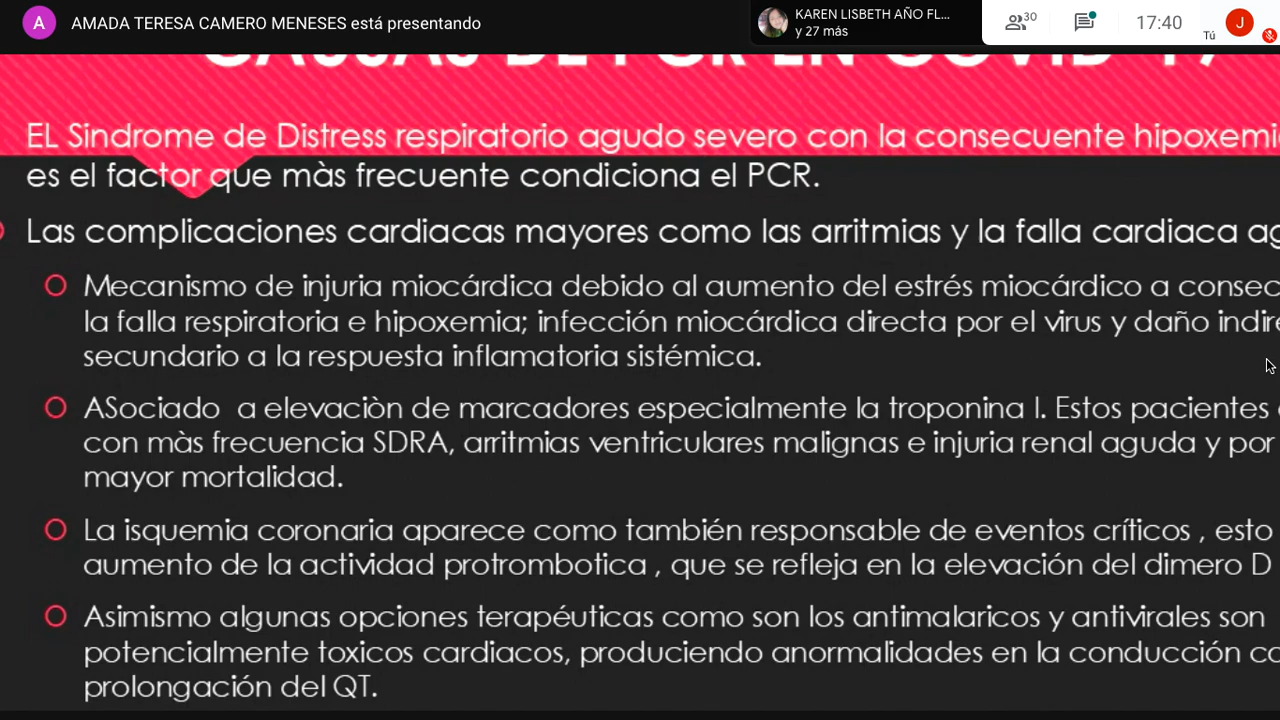 A
AMADA TERESA CAMERO MENESES está presentando
KAREN LISBETH AÑO FL...
y 27 más
30
17:40
Tú
J
CAUSAS DE PCR EN COVID-19
EL Sindrome de Distress respiratorio agudo severo con la consecuente
es el factor que màs frecuente condiciona el PCR.
Las complicaciones cardiacas mayores como las arritmias y la falla cardiaca
Mecanismo de injuria miocárdica debido al aumento del estrés miocárdico a
la falla respiratoria e hipoxemia; infección miocárdica directa por el virus y daño
secundario a la respuesta inflamatoria sistémica.
ASociado a elevaciòn de marcadores especialmente la troponina I. Estos pacientes
con màs frecuencia SDRA, arritmias ventriculares malignas e injuria renal aguda y por
mayor mortalidad.
La isquemia coronaria aparece como también responsable de eventos críticos , esto
aumento de la actividad protrombotica , que se refleja en la elevación del dimero D
Asimismo algunas opciones terapéuticas como son los antimalaricos y antivirales son
potencialmente toxicos cardiacos, produciendo anormalidades en la conducción
prolongación del QT.